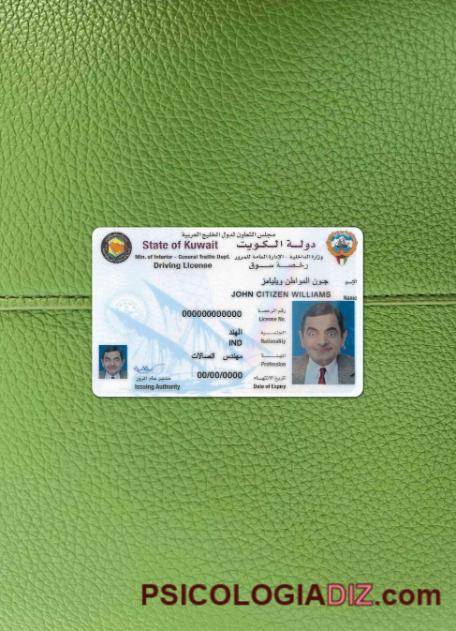 مجلس التعاون لدول الخليج العربية
State of Kuwait دولة الكويت
Min. of Interior - General Traffic Dept. وزارة الداخلية - الإدارة العامة للمرور
Driving License رخصة سوق
جون المواطن ويليامز الإسم
JOHN CITIZEN WILLIAMS Name
000000000000 رقم الرخصة
License No.
الهند الجنسية
IND Nationality
مهندس اتصالات المهنة
Profession
مدير عام المرور 00/00/0000 تاريخ الانتهاء
Issuing Authority Date of Expiry
PSICOLOGIADIZ.com